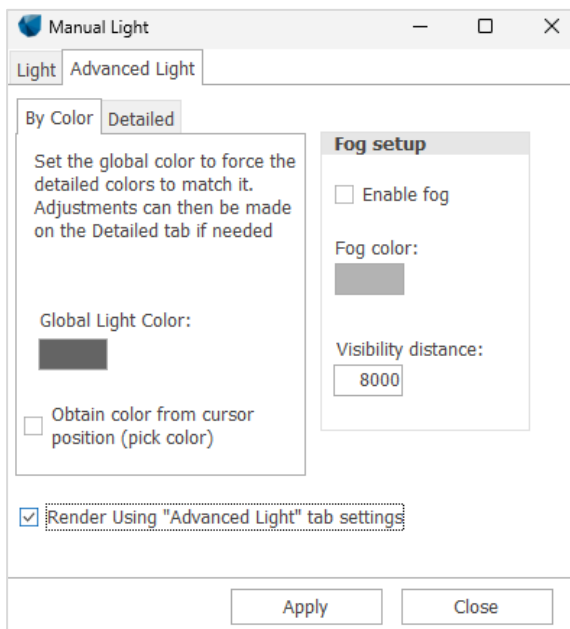 Manual Light
Light
Advanced Light
By Color
Detailed
Set the global color to force the
detailed colors to match it.
Adjustments can then be made
on the Detailed tab if needed
Global Light Color:
Obtain color from cursor
position (pick color)
Fog setup
Enable fog
Fog color:
Visibility distance:
8000
Render Using "Advanced Light" tab settings
Apply
Close